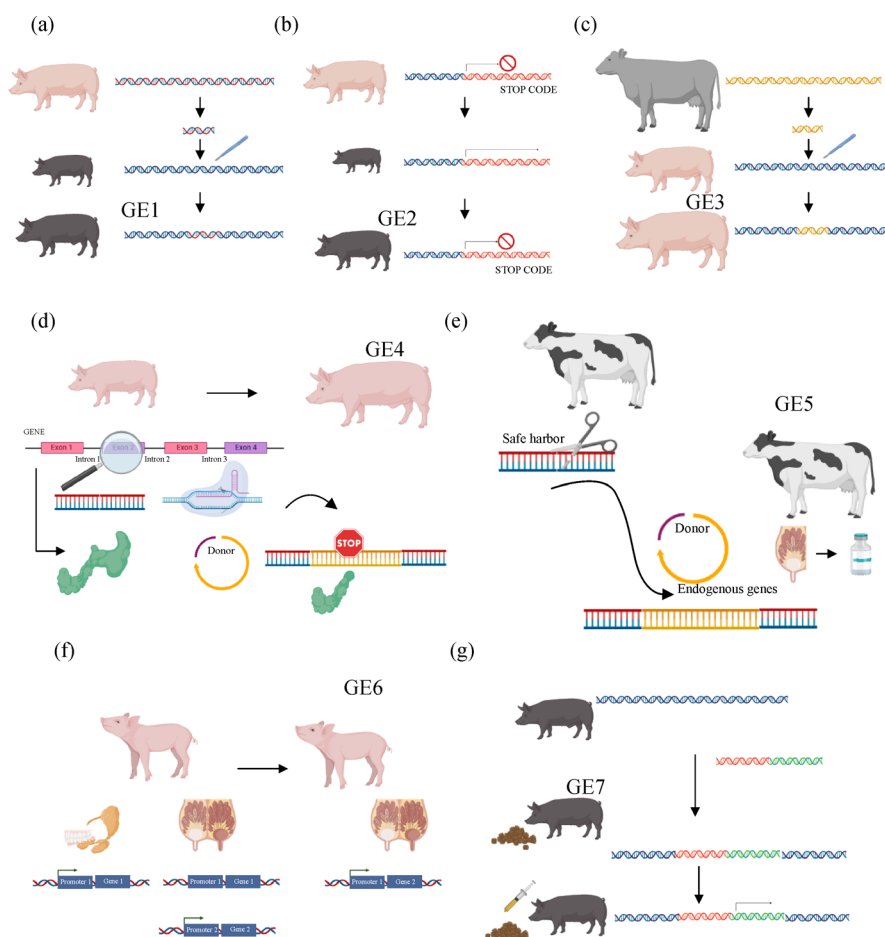 (a)
(b)
(c)
STOP CODE
GE1
GE2
GE3
STOP CODE
(d)
(e)
GE4
GE5
GENE
Exon 1
Exon 2
Exon 3
Exon 4
Intron 1
Intron 2
Intron 3
Safe harbor
Donor
STOP
Donor
Endogenous genes
(f)
(g)
GE6
GE7
Promoter 1
Gene 1
Promoter 1
Gene 1
Promoter 1
Gene 2
Promoter 2
Gene 2